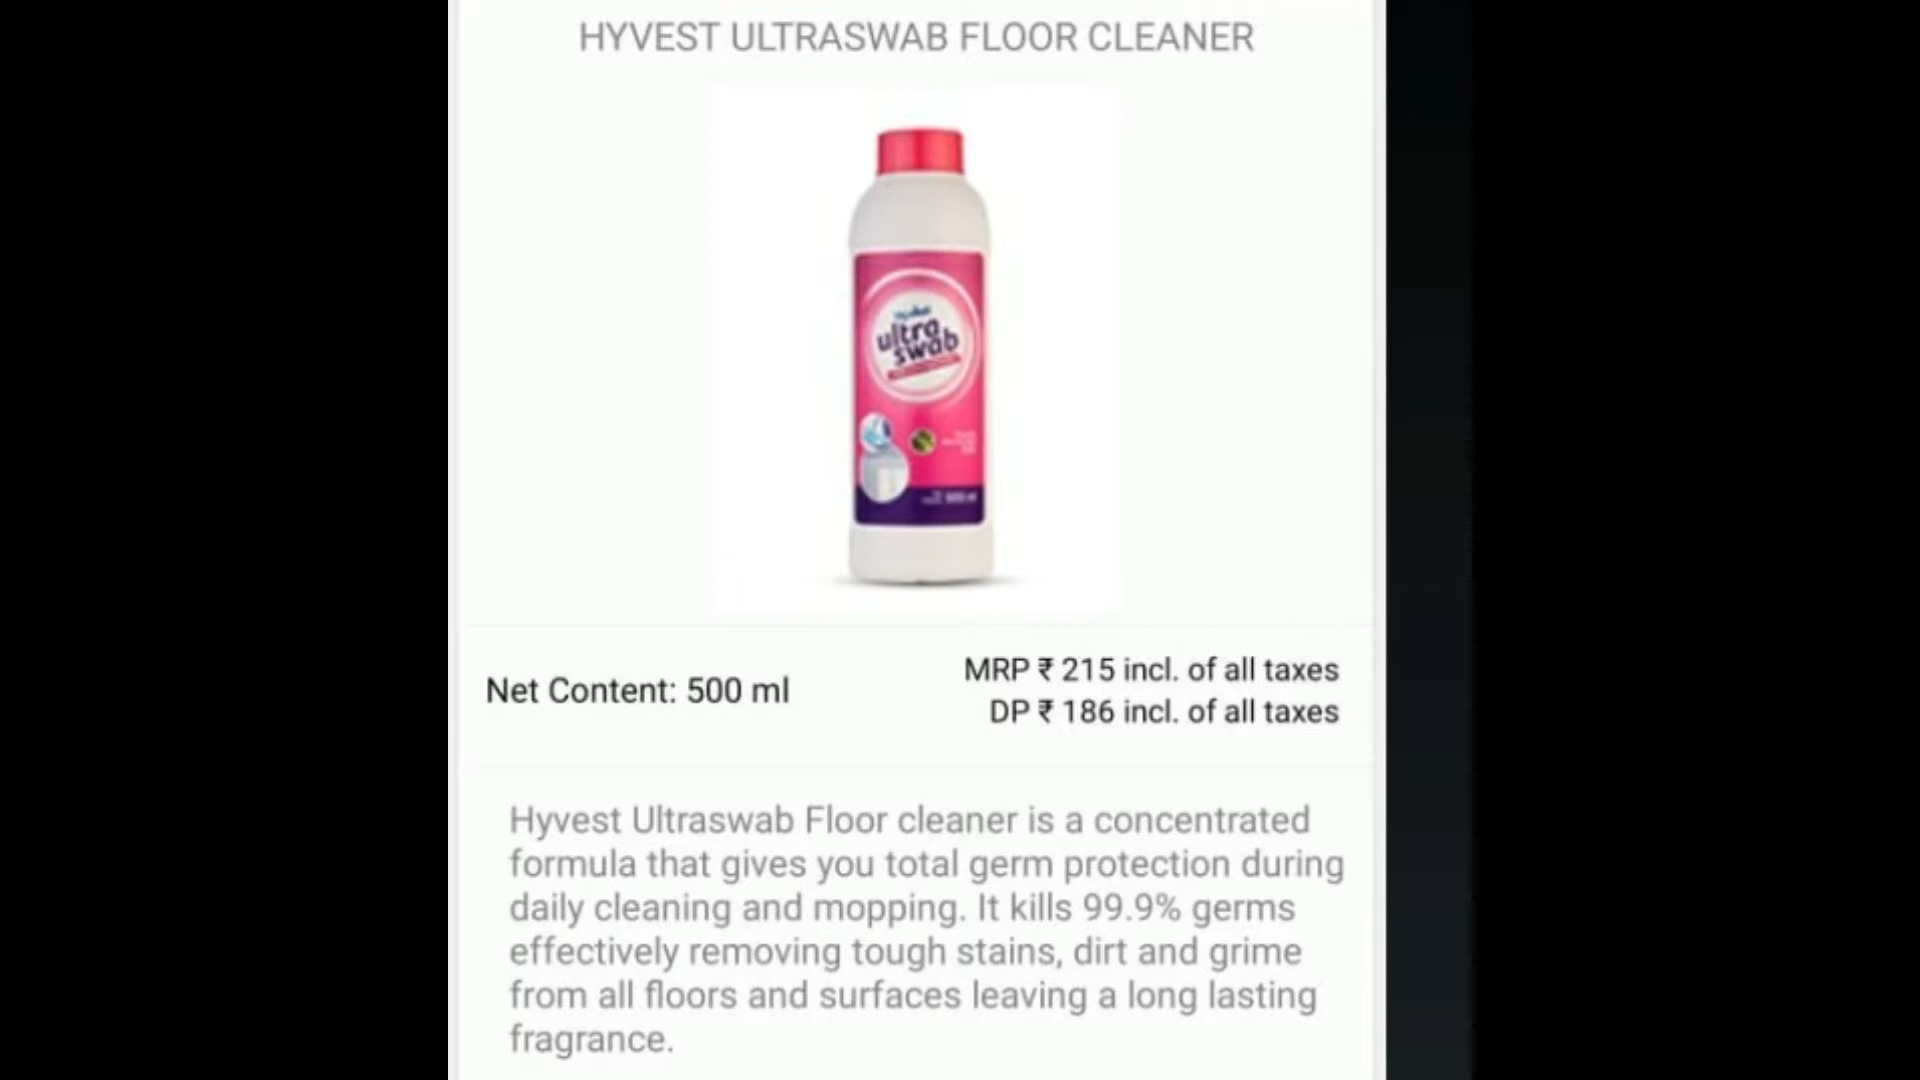 HYVEST ULTRASWAB FLOOR CLEANER
ultra
swab
Net Content: 500 ml
MRP ₹ 215 incl. of all taxes
DP ₹ 186 incl. of all taxes
Hyvest Ultraswab Floor cleaner is a concentrated
formula that gives you total germ protection during
daily cleaning and mopping. It kills 99.9% germs
effectively removing tough stains, dirt and grime
from all floors and surfaces leaving a long lasting
fragrance.